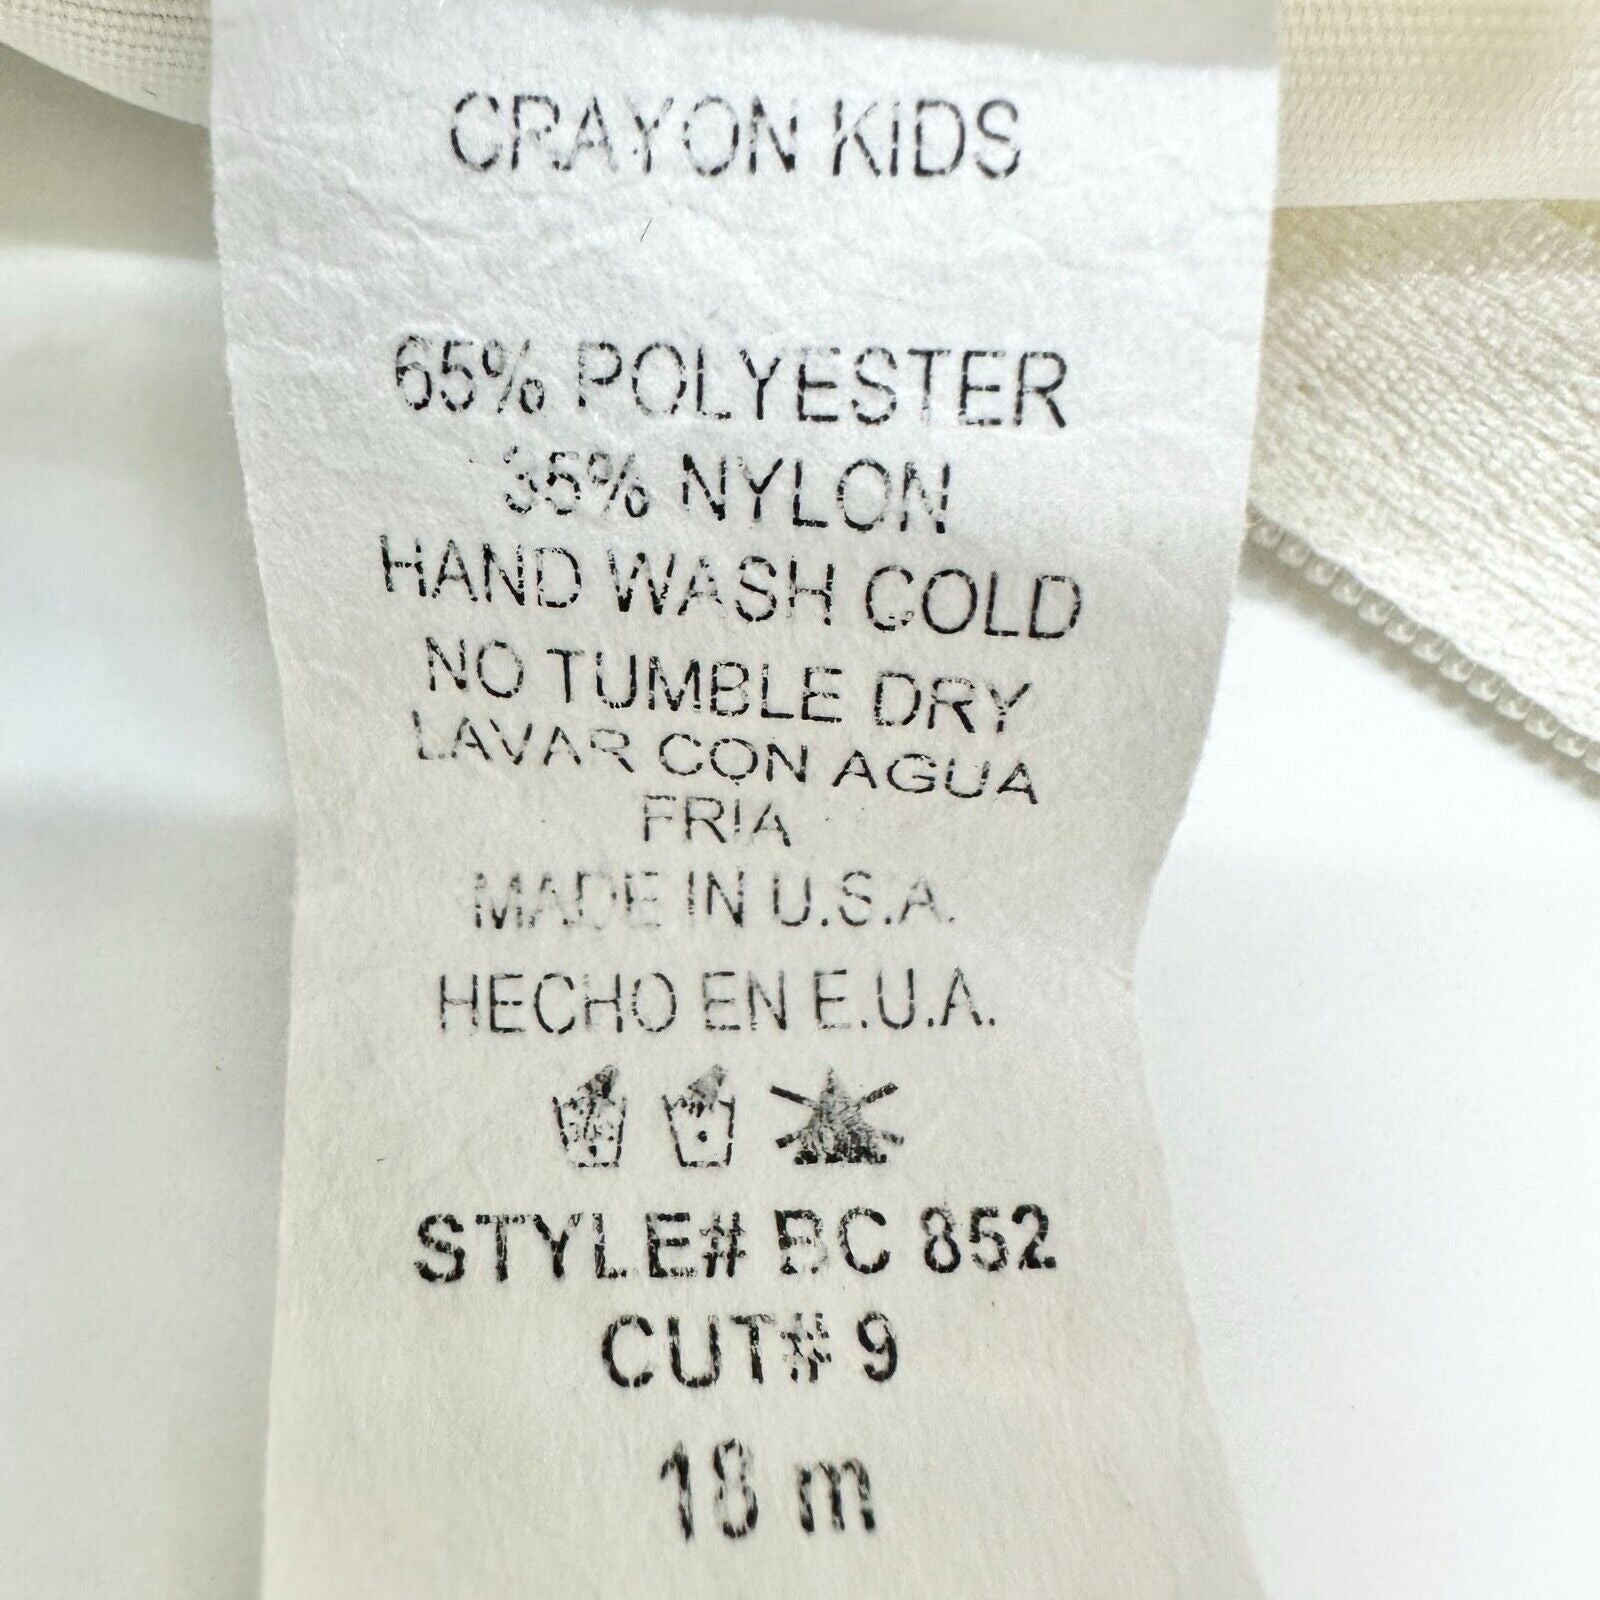 CRAYON KIDS
65% POLYESTER
35% NYLON
HAND WASH COLD
NO TUMBLE DRY
LAVAR CON AGUA
FRIA
MADE IN U.S.A.
HECHO EN E.U.A.
STYLE# BC 852
CUT# 9
18 m